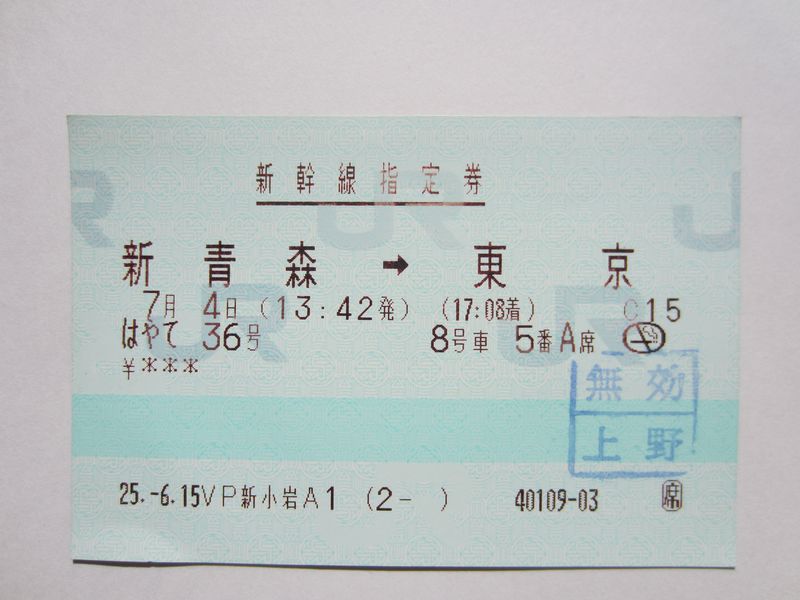 新幹線指定券
新青森 → 東京
7月 4日 (13:42発) (17:08着) C15
はやて 36号 8号車 5番A席
¥***
無効
上野
25.-6.15VP新小岩A1 (2- ) 40109-03 席